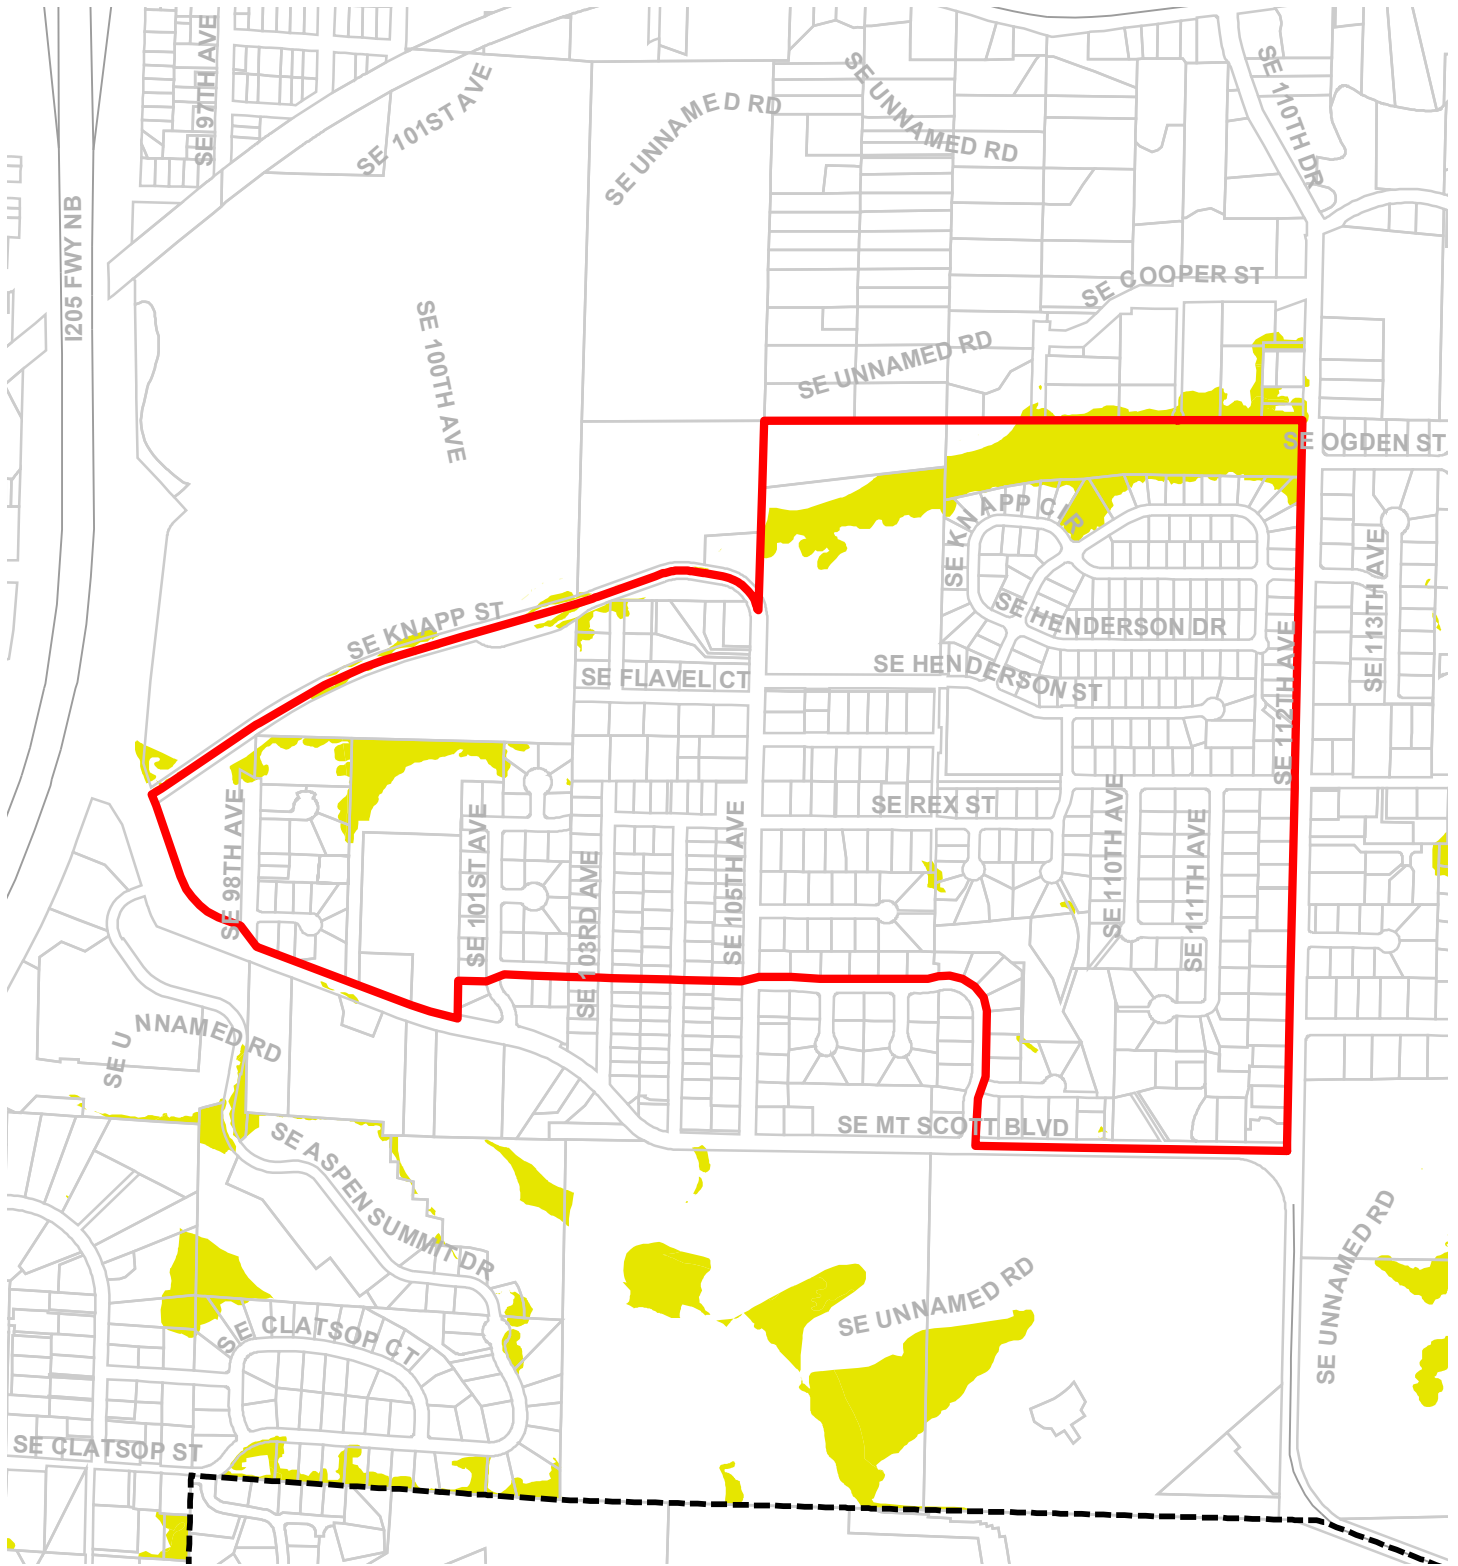 SE 97TH AVE
SE 101ST AVE
SE UNNAMED RD
SE UNNAMED RD
SE 110TH DR
I205 FWY NB
SE 100TH AVE
SE COOPER ST
SE UNNAMED RD
SE OGDEN ST
SE KNAPP CIR
SE 113TH AVE
SE KNAPP ST
SE HENDERSON DR
SE FLAVEL CT
SE HENDERSON ST
SE 112TH AVE
SE REX ST
SE 98TH AVE
SE 101ST AVE
SE 103RD AVE
SE 105TH AVE
SE 110TH AVE
SE 111TH AVE
SE UNNAMED RD
SE MT SCOTT BLVD
SE ASPEN SUMMIT DR
SE UNNAMED RD
SE UNNAMED RD
SE CLATSOP CT
SE CLATSOP ST